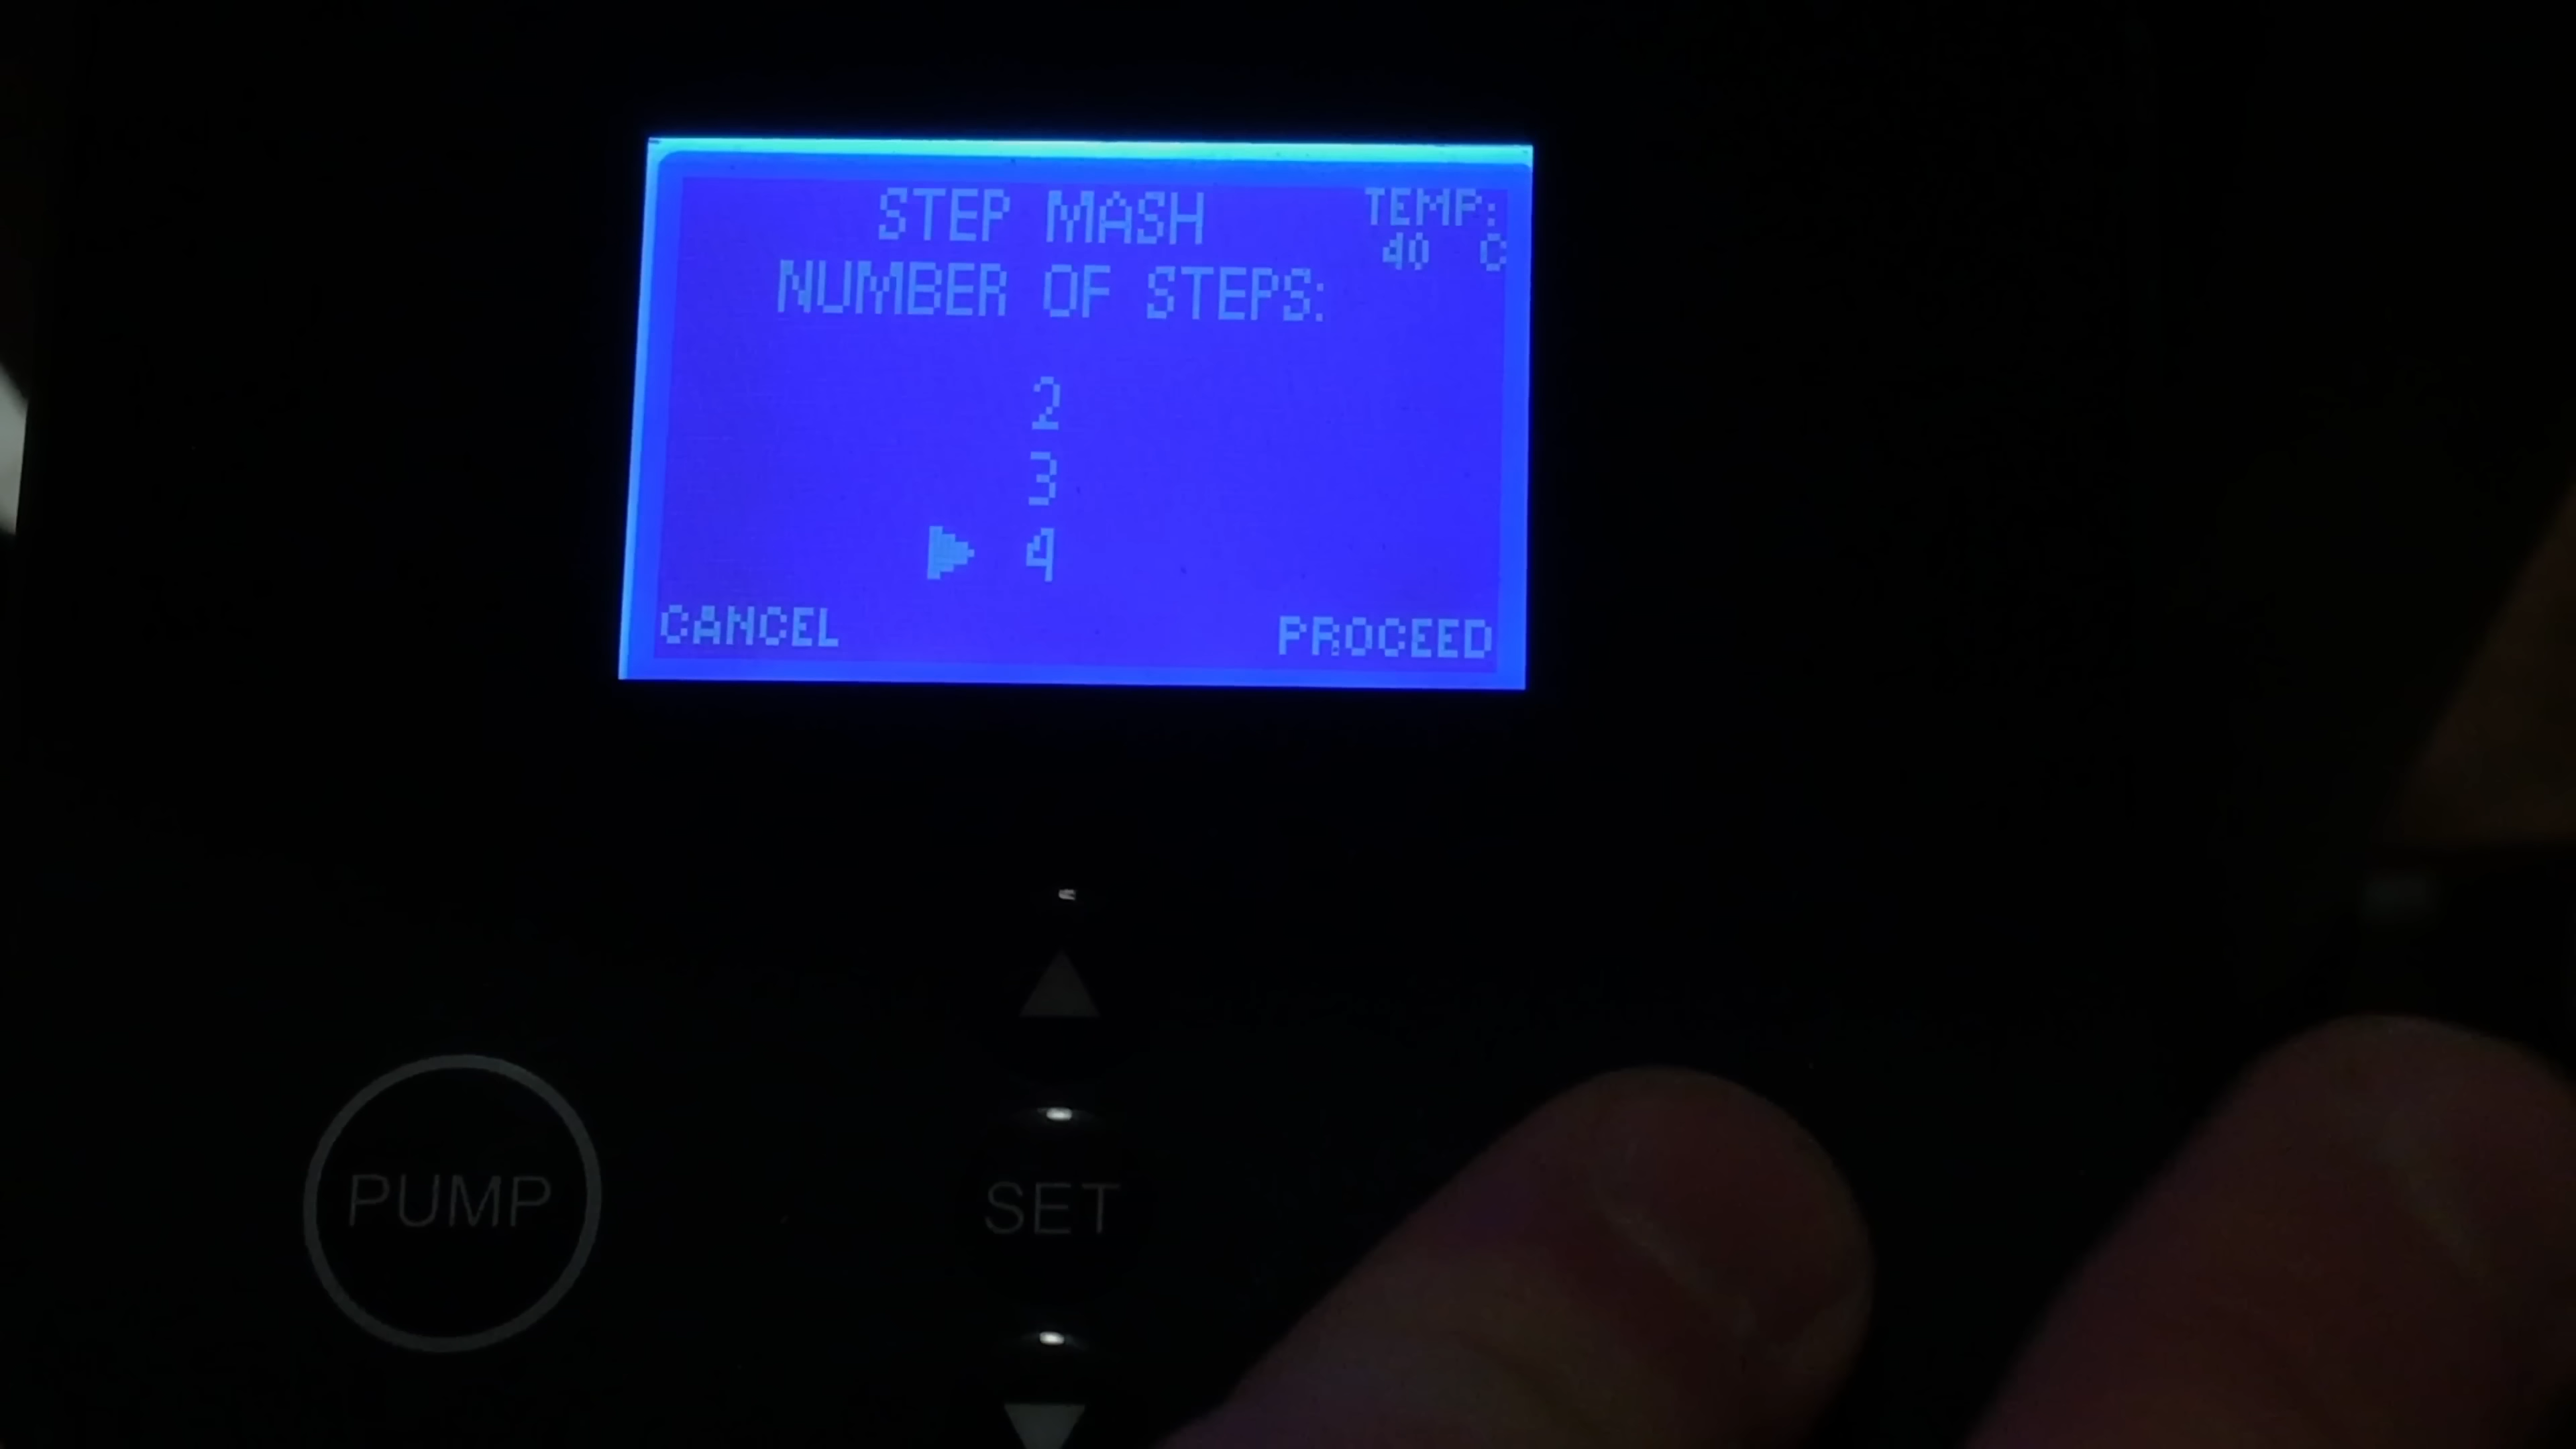 STEP MASH
TEMP:
40 C
NUMBER OF STEPS:
2
3
▶ 4
CANCEL PROCEED
PUMP
SET